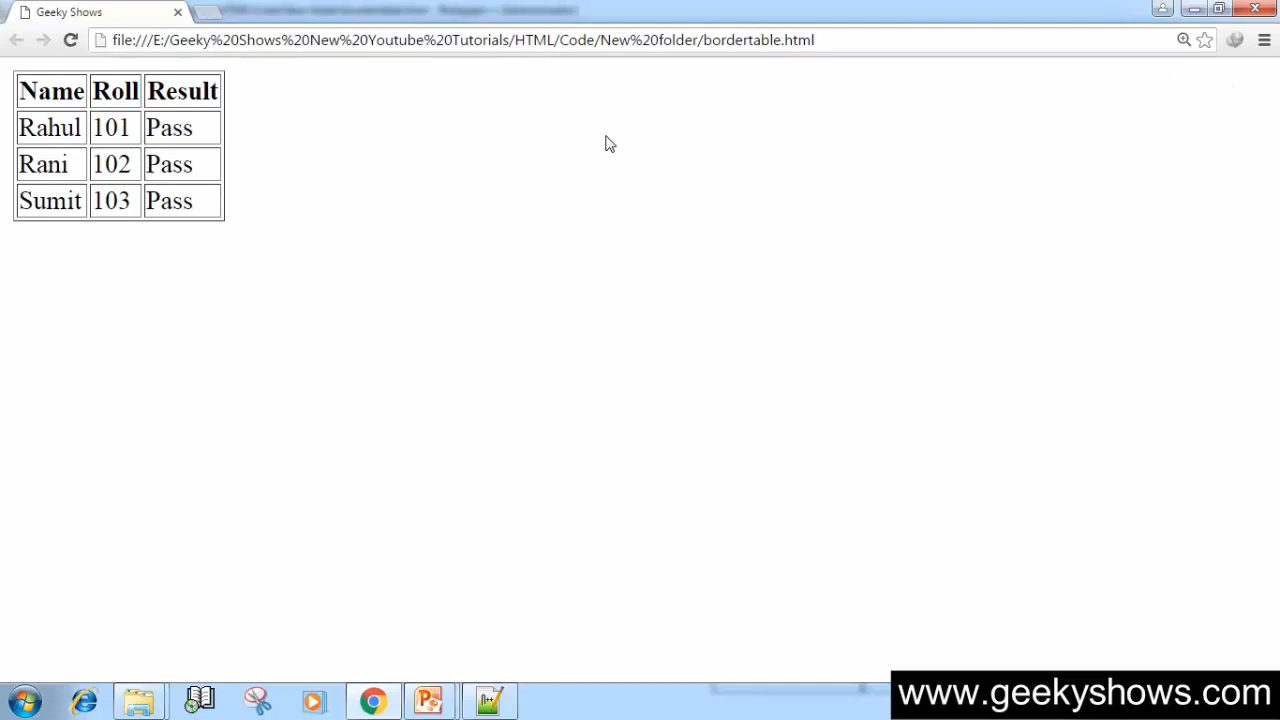 Geeky Shows
file:///E:/Geeky%20Shows%20New%20Youtube%20Tutorials/HTML/Code/New%20folder/bordertable.html
Name Roll Result
Rahul 101 Pass
Rani 102 Pass
Sumit 103 Pass
www.geekyshows.com